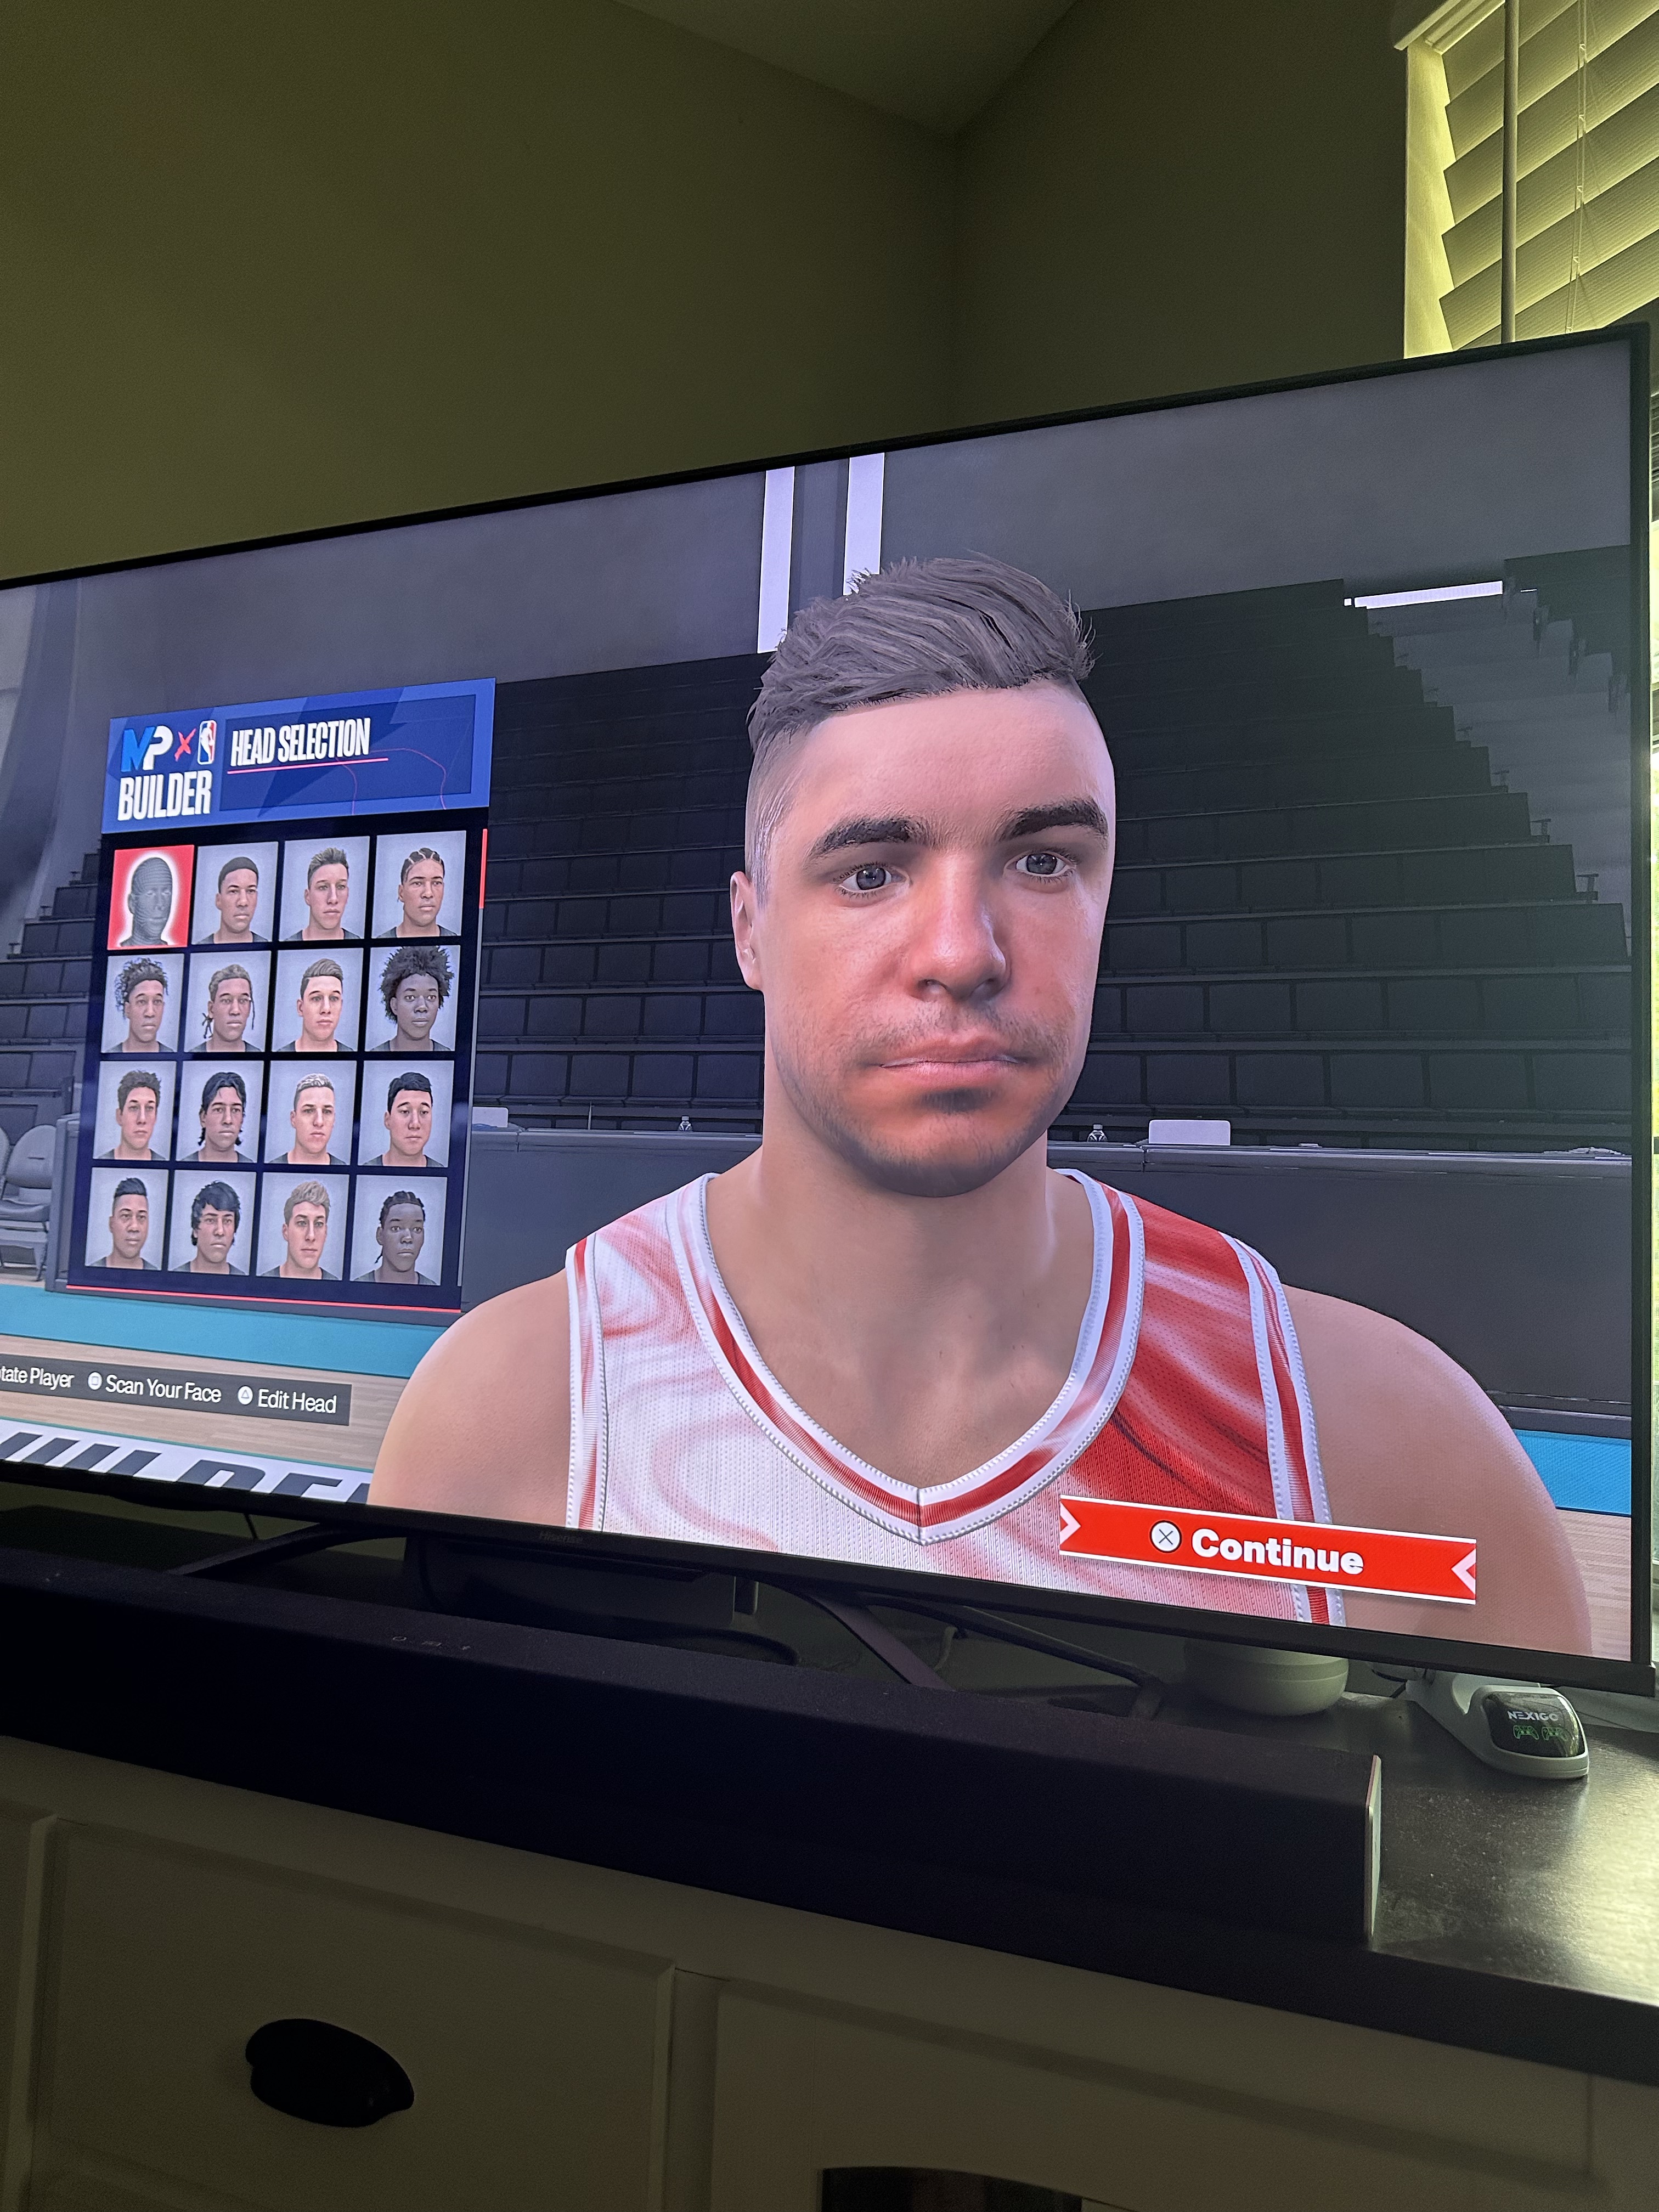 MP X
BUILDER
HEAD SELECTION
tate Player Scan Your Face Edit Head
Continue
Hisense
NEXIGO